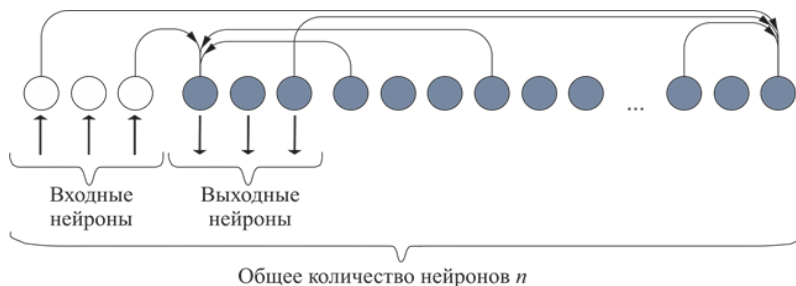 ...
Входные
нейроны
Выходные
нейроны
Общее количество нейронов n